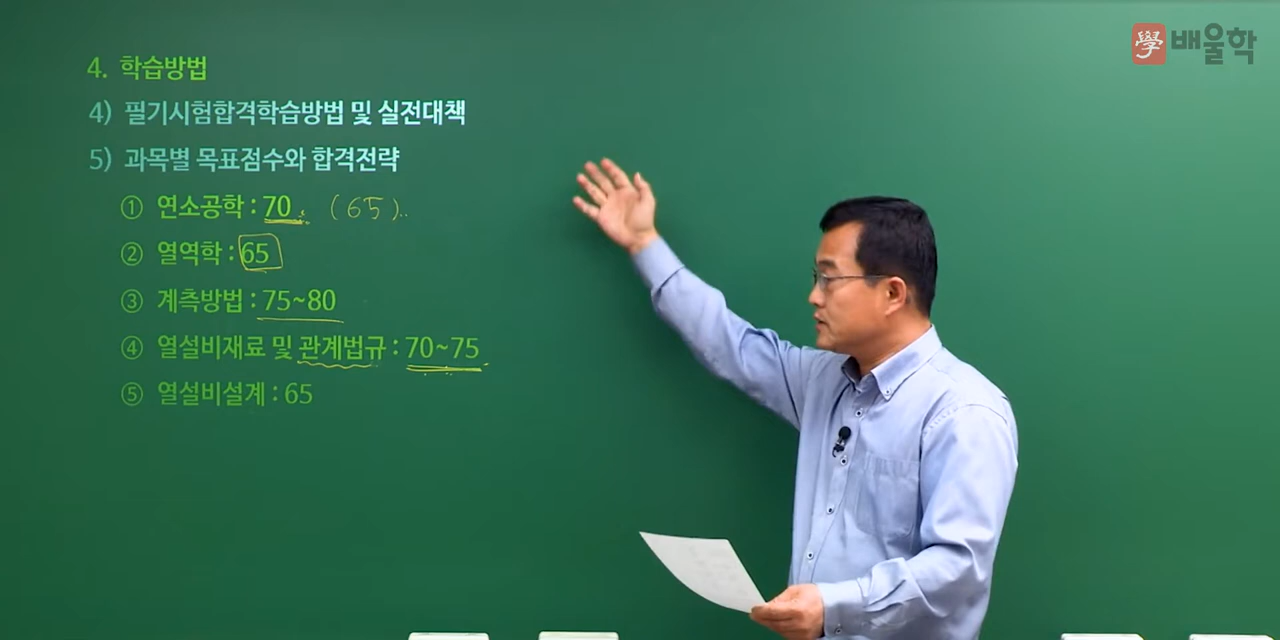 學 배울학
4. 학습방법
4) 필기시험합격학습방법 및 실전대책
5) 과목별 목표점수와 합격전략
① 연소공학 : 70 (65)
② 열역학 : 65
③ 계측방법 : 75~80
④ 열설비재료 및 관계법규 : 70~75
⑤ 열설비설계 : 65